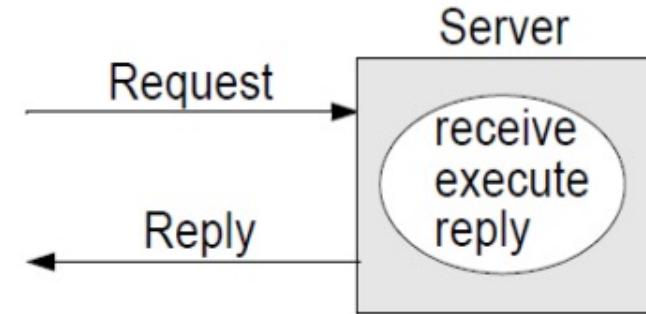 Server
Request
receive
execute
reply
Reply